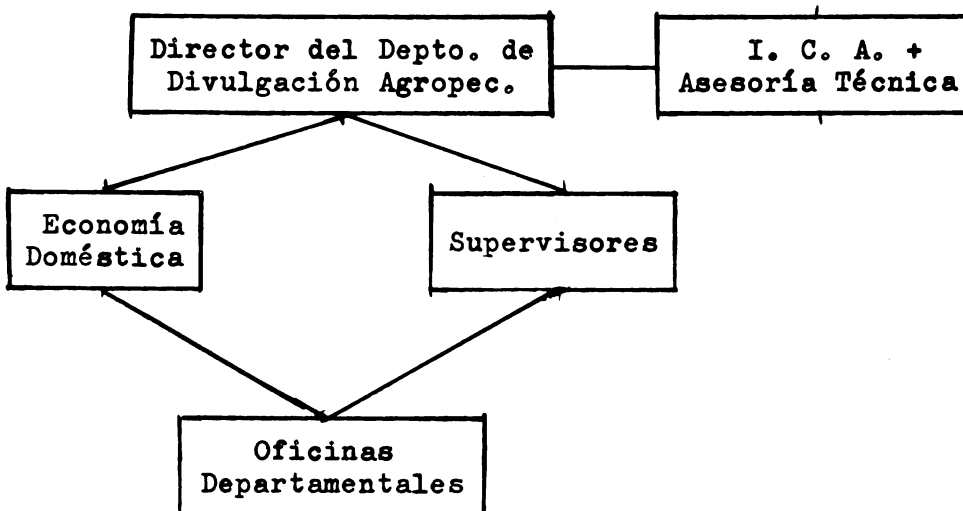 Director del Depto. de
Divulgación Agropec.
I. C. A. +
Asesoría Técnica
Economía
Doméstica
Supervisores
Oficinas
Departamentales